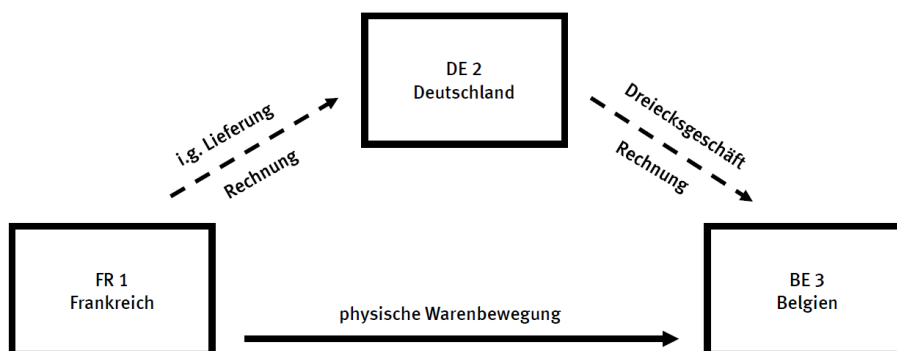 DE 2
Deutschland
i.g. Lieferung
Rechnung
Dreiecksgeschäft
Rechnung
FR 1
Frankreich
physische Warenbewegung
BE 3
Belgien